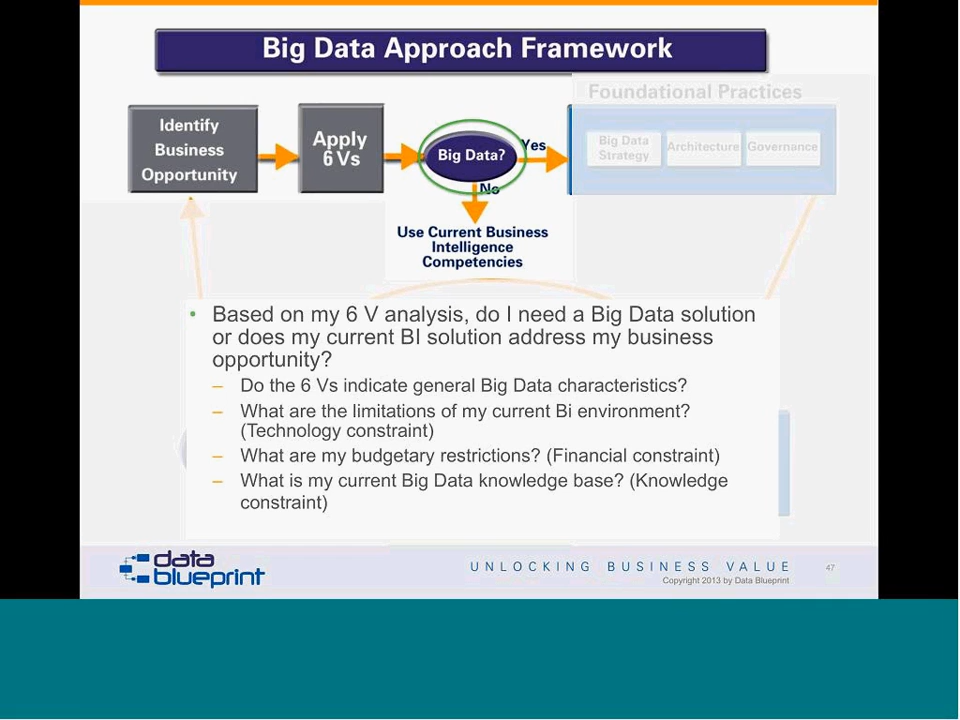 Big Data Approach Framework
Foundational Practices
Identify
Business
Opportunity
Apply
6 Vs
Big Data?
Yes
No
Big Data
Strategy
Architecture
Governance
Use Current Business
Intelligence
Competencies
• Based on my 6 V analysis, do I need a Big Data solution
or does my current BI solution address my business
opportunity?
– Do the 6 Vs indicate general Big Data characteristics?
– What are the limitations of my current Bi environment?
(Technology constraint)
– What are my budgetary restrictions? (Financial constraint)
– What is my current Big Data knowledge base? (Knowledge
constraint)
data
blueprint
UNLOCKING BUSINESS VALUE
Copyright 2013 by Data Blueprint
47